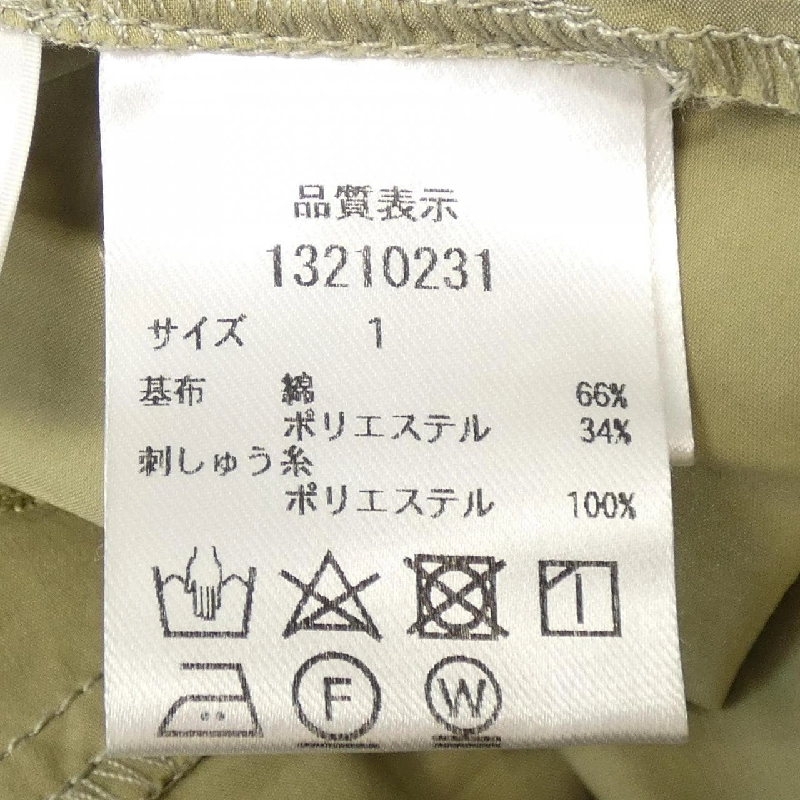 品質表示
13210231
サイズ 1
基布 綿 66%
ポリエステル 34%
刺しゅう糸
ポリエステル 100%
F W